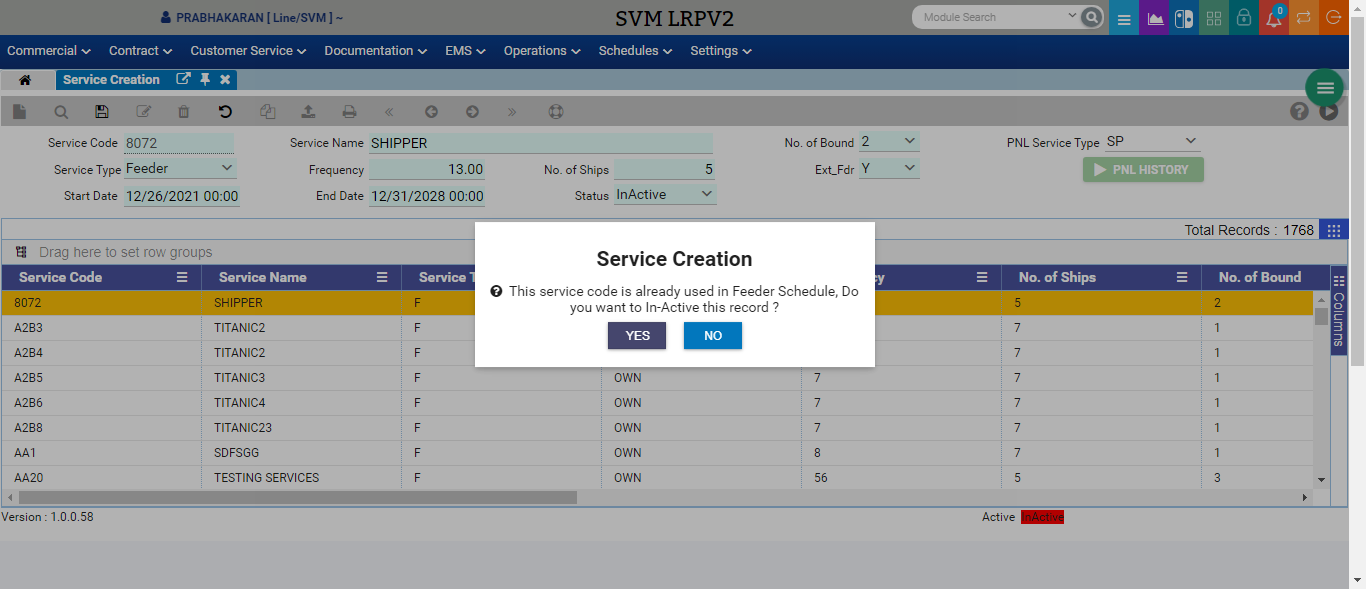 PRABHAKARAN [ Line/SVM ] ~
SVM LRPV2
Module Search
0
Commercial Contract Customer Service Documentation EMS Operations Schedules Settings
Service Creation
Service Code 8072 Service Name SHIPPER No. of Bound 2 PNL Service Type SP
Service Type Feeder Frequency 13.00 No. of Ships 5 Ext_Fdr Y PNL HISTORY
Start Date 12/26/2021 00:00 End Date 12/31/2028 00:00 Status InActive
Total Records : 1768
Drag here to set row groups
Service Code Service Name Service T cy No. of Ships No. of Bound
Columns
Service Creation
This service code is already used in Feeder Schedule, Do
you want to In-Active this record ?
YES NO
8072 SHIPPER F 5 2
A2B3 TITANIC2 F 7 1
A2B4 TITANIC2 F 7 1
A2B5 TITANIC3 F OWN 7 7 1
A2B6 TITANIC4 F OWN 7 7 1
A2B8 TITANIC23 F OWN 7 7 1
AA1 SDFSGG F OWN 8 7 1
AA20 TESTING SERVICES F OWN 56 5 3
Version : 1.0.0.58
Active InActive